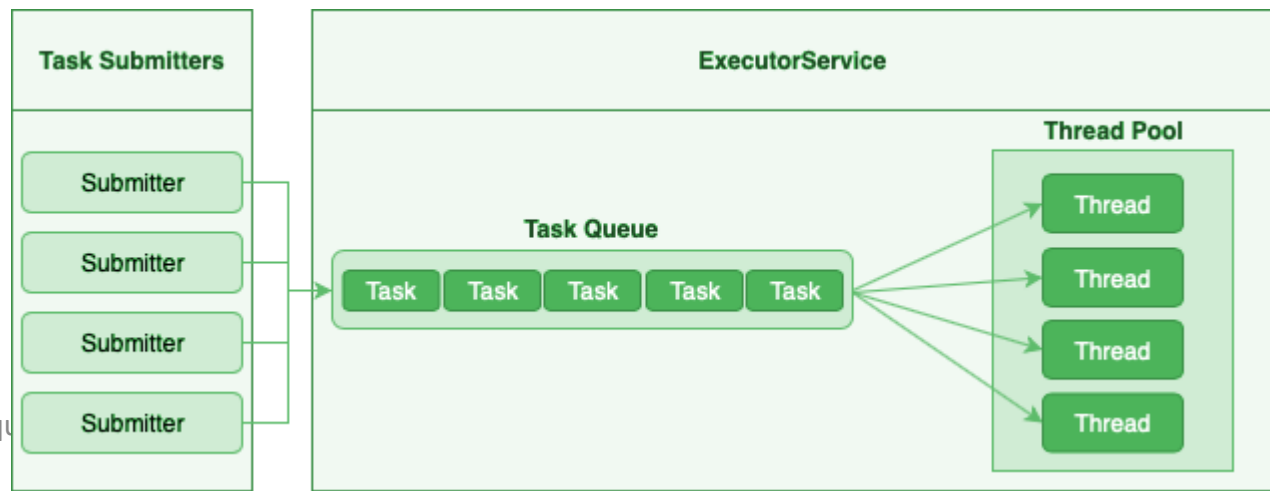 Task Submitters
ExecutorService
Submitter
Submitter
Submitter
Submitter
Task Queue
Task Task Task Task Task
Thread Pool
Thread
Thread
Thread
Thread